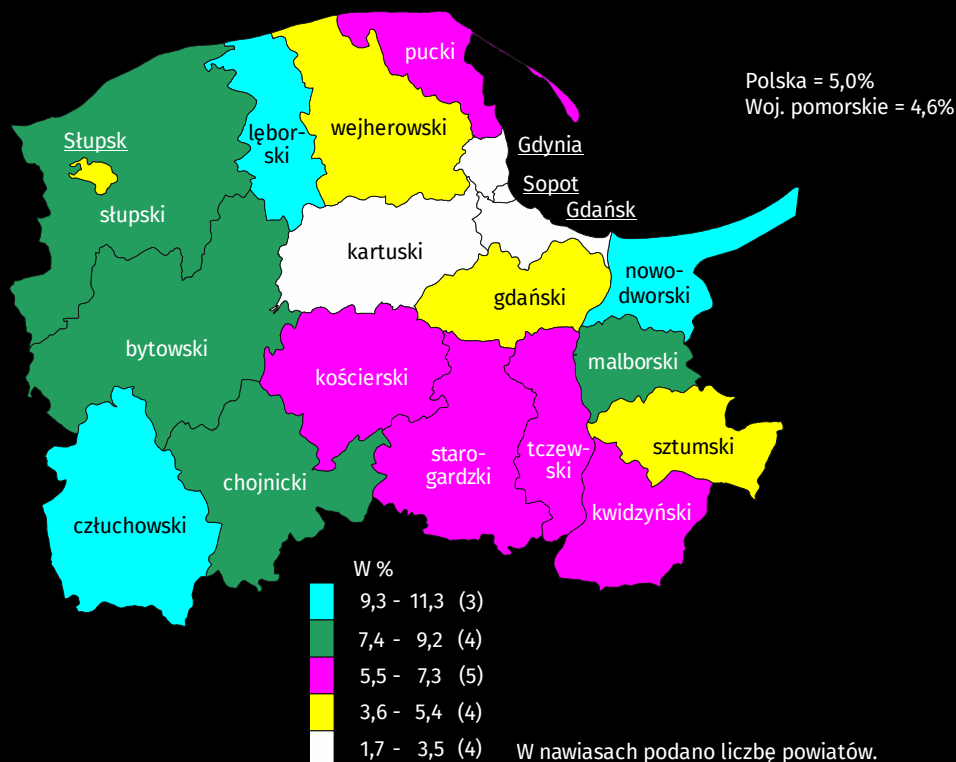 pucki
Polska = 5,0%
Woj. pomorskie = 4,6%
lębor-
ski
wejherowski
Słupsk
Gdynia
Sopot
Gdańsk
słupski
kartuski
nowo-
dworski
gdański
bytowski
kościerski
malborski
staro-
gardzki
tczew-
ski
sztumski
chojnicki
człuchowski
kwidzyński
W %
9,3 - 11,3 (3)
7,4 - 9,2 (4)
5,5 - 7,3 (5)
3,6 - 5,4 (4)
1,7 - 3,5 (4)
W nawiasach podano liczbę powiatów.